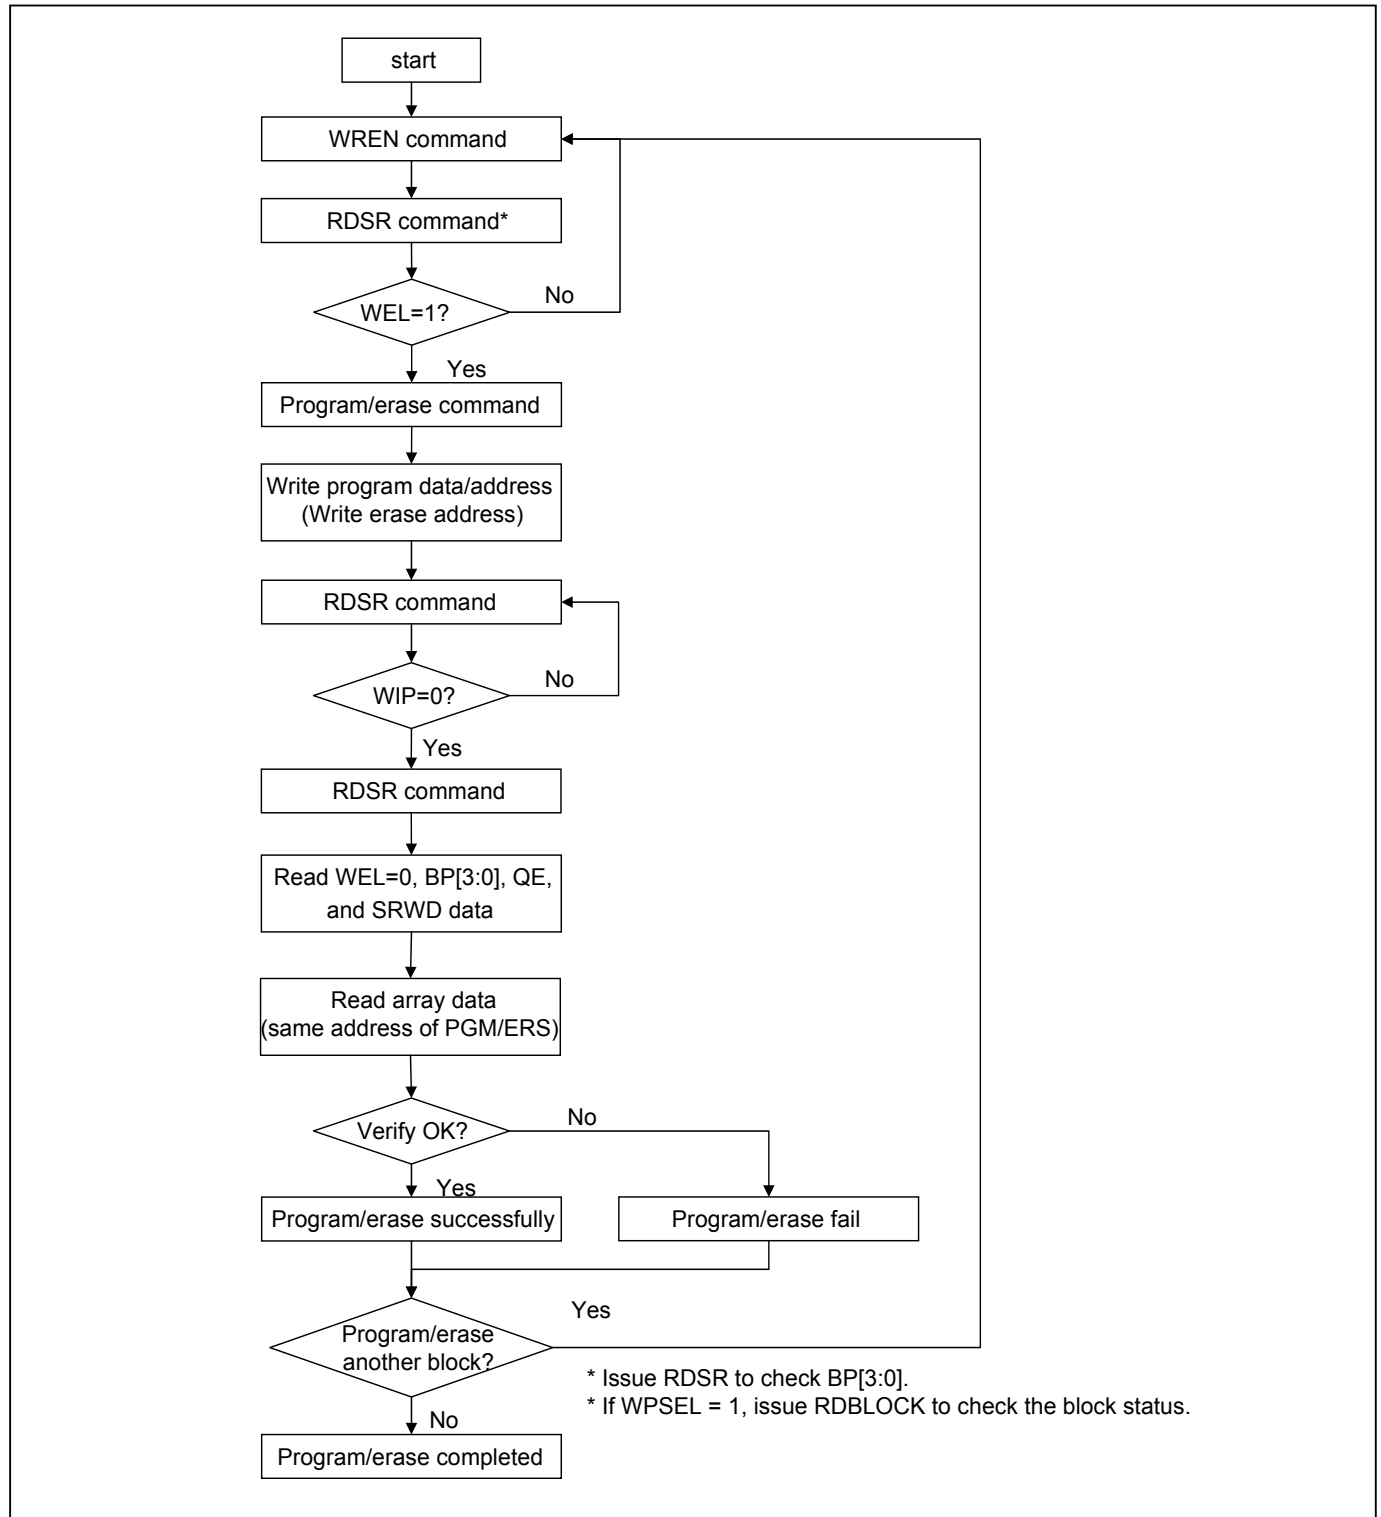 start
WREN command
RDSR command*
WEL=1?
No
Yes
Program/erase command
Write program data/address
(Write erase address)
RDSR command
WIP=0?
No
Yes
RDSR command
Read WEL=0, BP[3:0], QE,
and SRWD data
Read array data
(same address of PGM/ERS)
Verify OK?
No
Yes
Program/erase successfully
Program/erase fail
Program/erase
another block?
Yes
* Issue RDSR to check BP[3:0].
* If WPSEL = 1, issue RDBLOCK to check the block status.
No
Program/erase completed